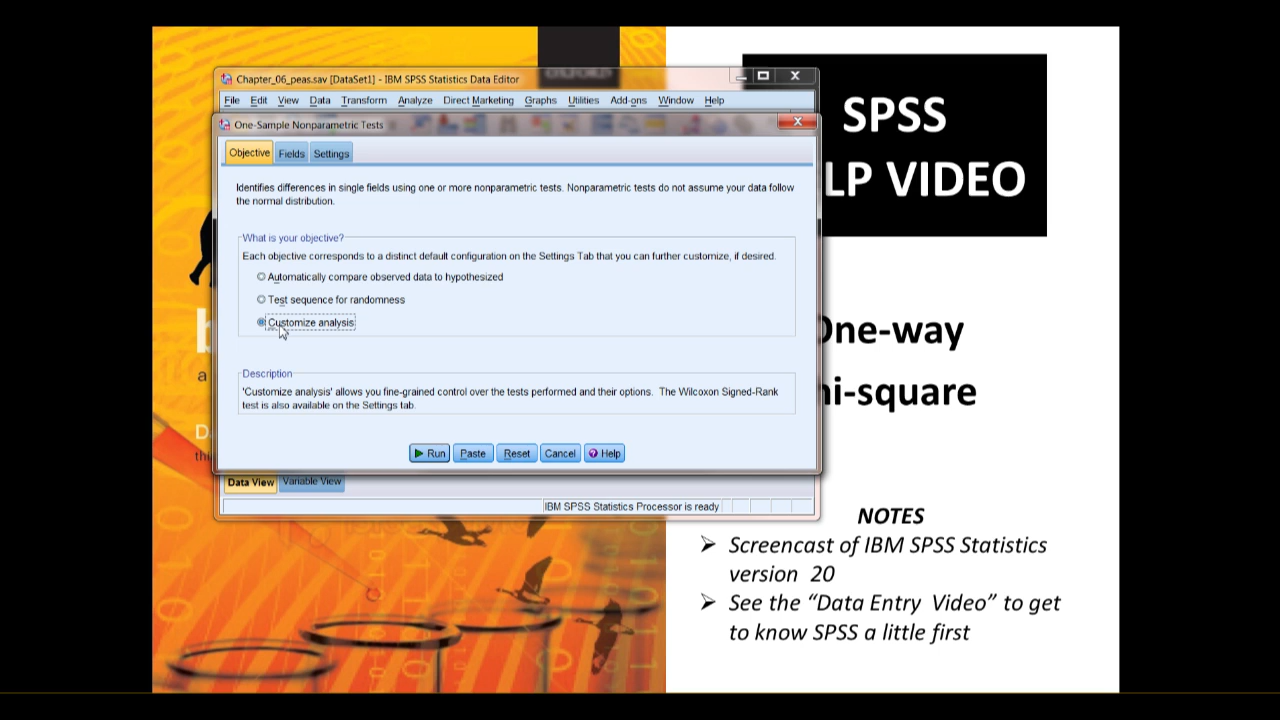 Chapter_06_peas.sav [DataSet1] - IBM SPSS Statistics Data Editor
File Edit View Data Transform Analyze Direct Marketing Graphs Utilities Add-ons Window Help
One-Sample Nonparametric Tests
Objective Fields Settings
Identifies differences in single fields using one or more nonparametric tests. Nonparametric tests do not assume your data follow
the normal distribution.
What is your objective?
Each objective corresponds to a distinct default configuration on the Settings Tab that you can further customize, if desired.
Automatically compare observed data to hypothesized
Test sequence for randomness
Customize analysis
Description
'Customize analysis' allows you fine-grained control over the tests performed and their options. The Wilcoxon Signed-Rank
test is also available on the Settings tab.
Run Paste Reset Cancel Help
Data View Variable View
IBM SPSS Statistics Processor is ready
SPSS
LP VIDEO
One-way
hi-square
NOTES
➢ Screencast of IBM SPSS Statistics
version 20
➢ See the “Data Entry Video” to get
to know SPSS a little first
b
a
D
thi